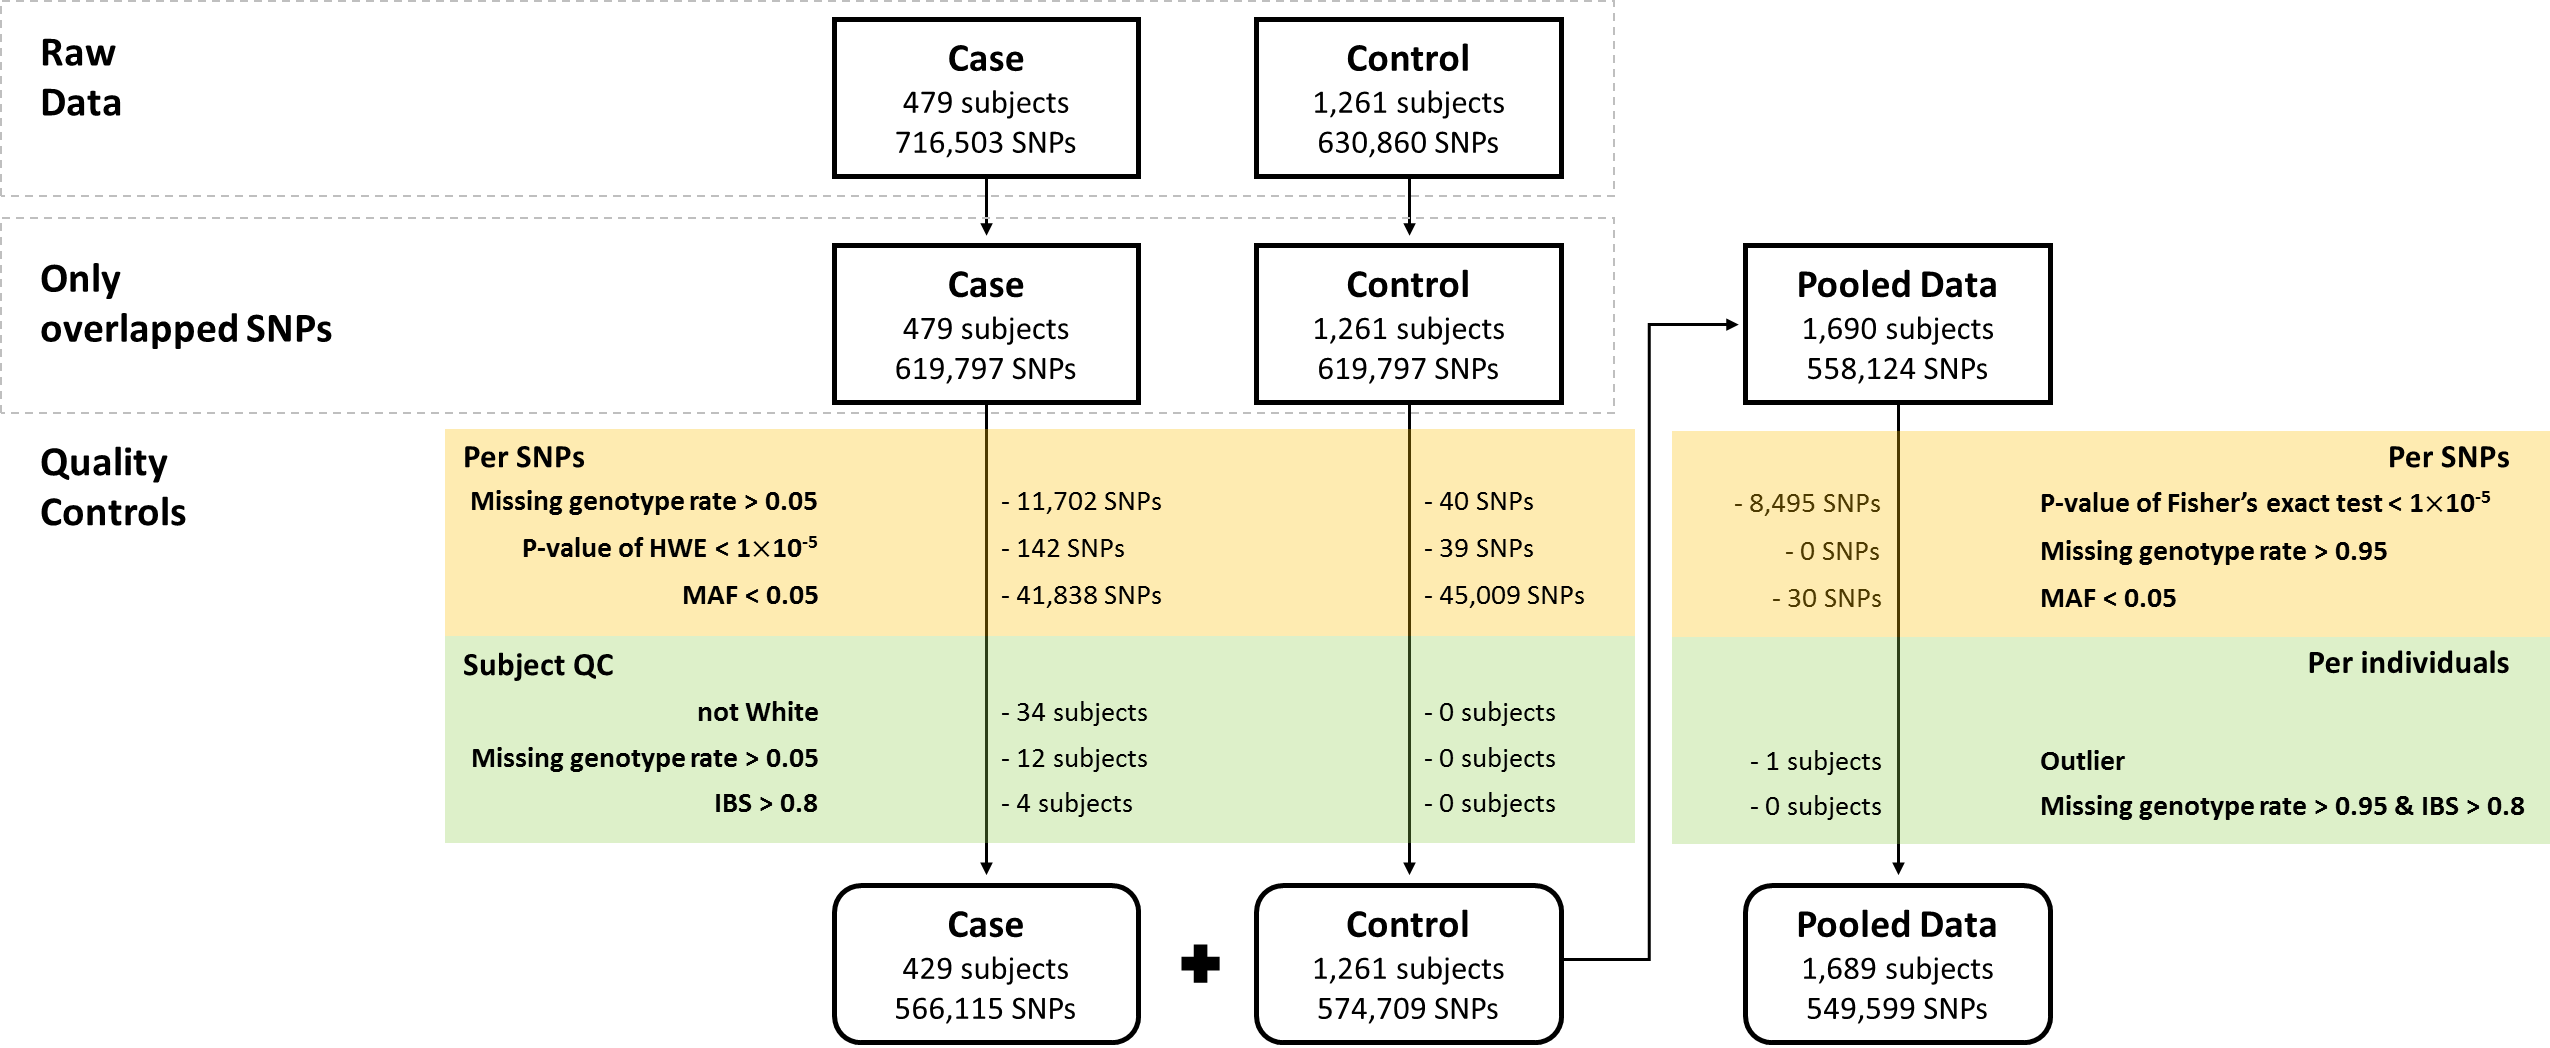 Raw
Data
Case
479 subjects
716,503 SNPs
Control
1,261 subjects
630,860 SNPs
Only
overlapped SNPs
Case
479 subjects
619,797 SNPs
Control
1,261 subjects
619,797 SNPs
Pooled Data
1,690 subjects
558,124 SNPs
Quality
Controls
Per SNPs
Missing genotype rate > 0.05 - 11,702 SNPs - 40 SNPs
P-value of HWE < 1×10⁻⁵ - 142 SNPs - 39 SNPs
MAF < 0.05 - 41,838 SNPs - 45,009 SNPs
Subject QC
not White - 34 subjects - 0 subjects
Missing genotype rate > 0.05 - 12 subjects - 0 subjects
IBS > 0.8 - 4 subjects - 0 subjects
Per SNPs
- 8,495 SNPs P-value of Fisher’s exact test < 1×10⁻⁵
- 0 SNPs Missing genotype rate > 0.95
- 30 SNPs MAF < 0.05
Per individuals
- 1 subjects Outlier
- 0 subjects Missing genotype rate > 0.95 & IBS > 0.8
Case
429 subjects
566,115 SNPs
Control
1,261 subjects
574,709 SNPs
Pooled Data
1,689 subjects
549,599 SNPs